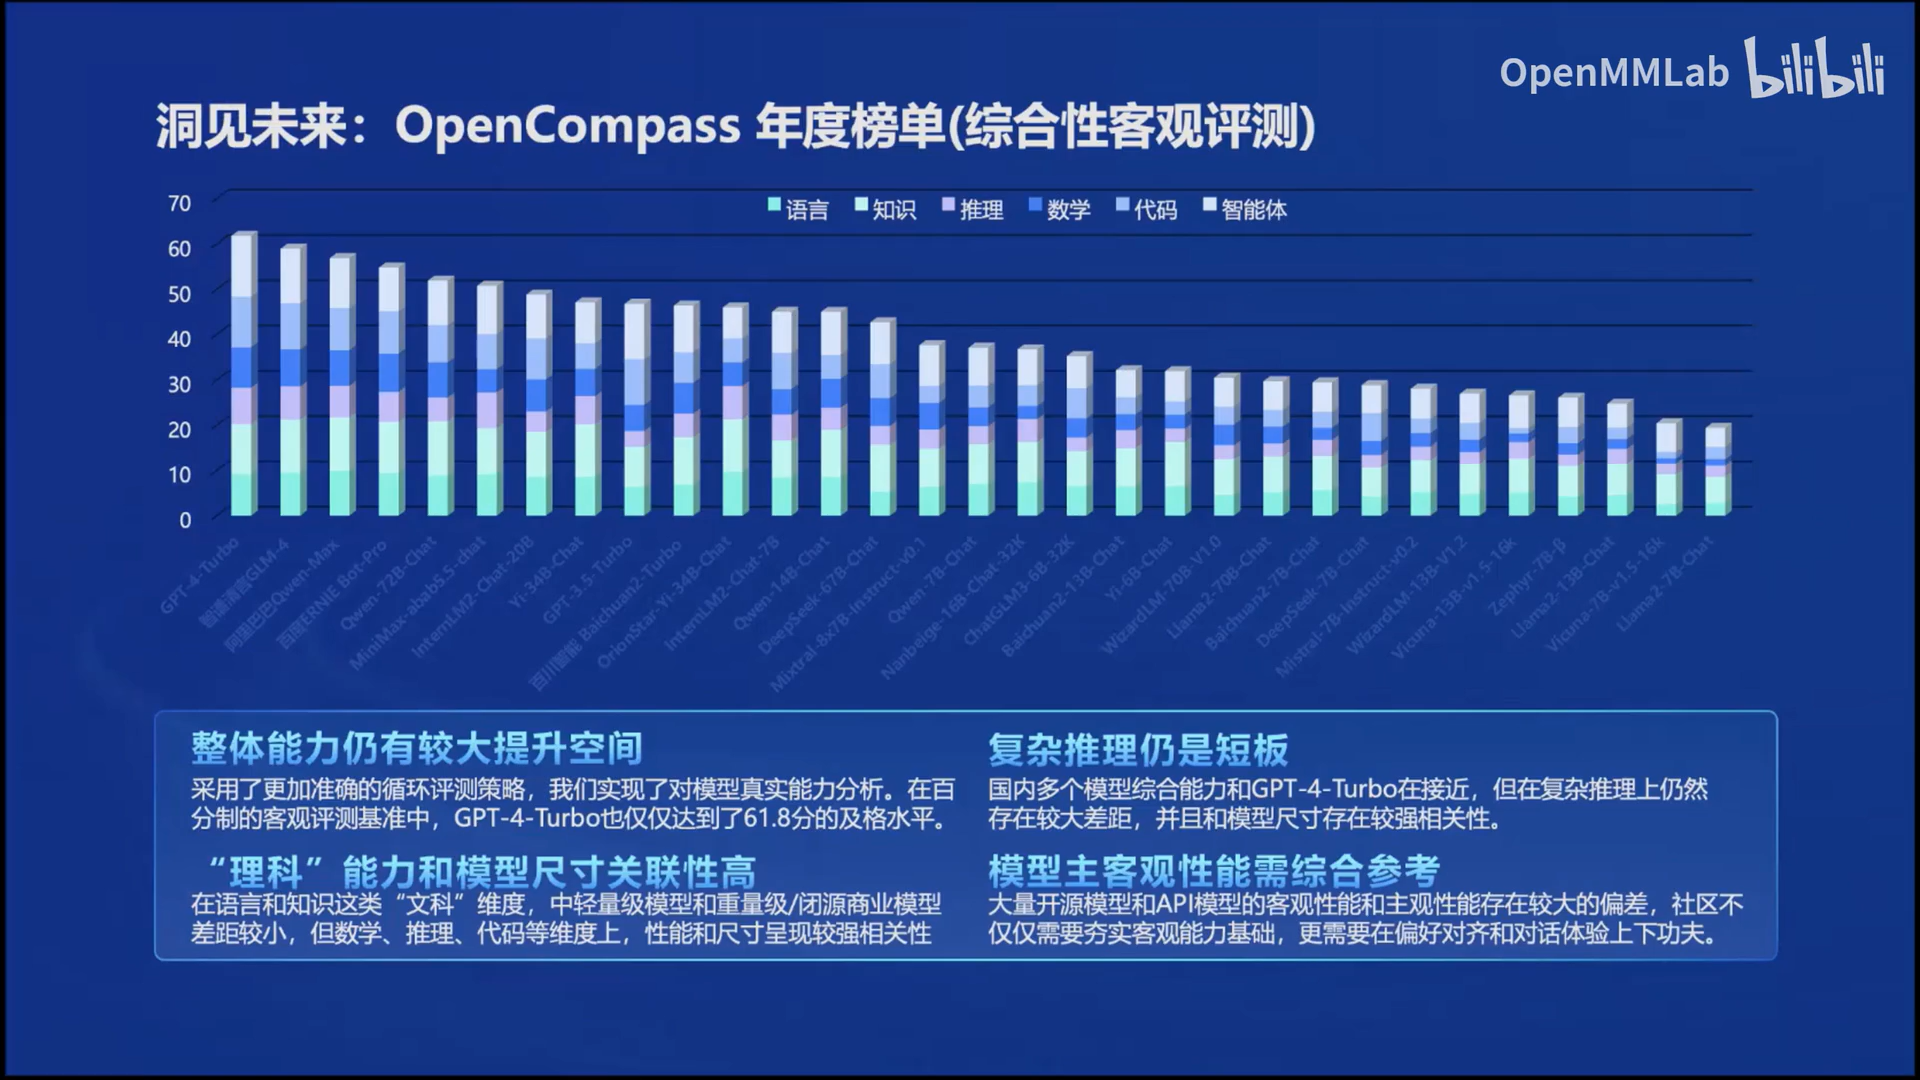 OpenMMLab bilibili
洞见未来：OpenCompass 年度榜单(综合性客观评测)
语言 知识 推理 数学 代码 智能体
70
60
50
40
30
20
10
0
GPT-4-Turbo
智谱清言GLM-4
阿里巴巴Qwen-Max
百度ERNIE Bot-Pro
Qwen-72B-Chat
MiniMax-abab5.5-chat
InternLM2-Chat-20B
Yi-34B-Chat
GPT-3.5-Turbo
百川智能 Baichuan2-Turbo
OrionStar-Yi-34B-Chat
InternLM2-Chat-7B
Qwen-14B-Chat
DeepSeek-67B-Chat
Mixtral-8x7B-Instruct-v0.1
Qwen-7B-Chat
Nanbeige-16B-Chat-32K
ChatGLM3-6B-32K
Baichuan2-13B-Chat
Yi-6B-Chat
WizardLM-70B-V1.0
Llama2-70B-Chat
Baichuan2-7B-Chat
DeepSeek-7B-Chat
Mistral-7B-Instruct-v0.2
WizardLM-13B-V1.2
Vicuna-13B-v1.5-16k
Zephyr-7B-β
Llama2-13B-Chat
Vicuna-7B-v1.5-16k
Llama2-7B-Chat
整体能力仍有较大提升空间
采用了更加准确的循环评测策略，我们实现了对模型真实能力分析。在百
分制的客观评测基准中，GPT-4-Turbo也仅仅达到了61.8分的及格水平。
“理科”能力和模型尺寸关联性高
在语言和知识这类“文科”维度，中轻量级模型和重量级/闭源商业模型
差距较小，但数学、推理、代码等维度上，性能和尺寸呈现较强相关性
复杂推理仍是短板
国内多个模型综合能力和GPT-4-Turbo在接近，但在复杂推理上仍然
存在较大差距，并且和模型尺寸存在较强相关性。
模型主客观性能需综合参考
大量开源模型和API模型的客观性能和主观性能存在较大的偏差，社区不
仅仅需要夯实客观能力基础，更需要在偏好对齐和对话体验上下功夫。